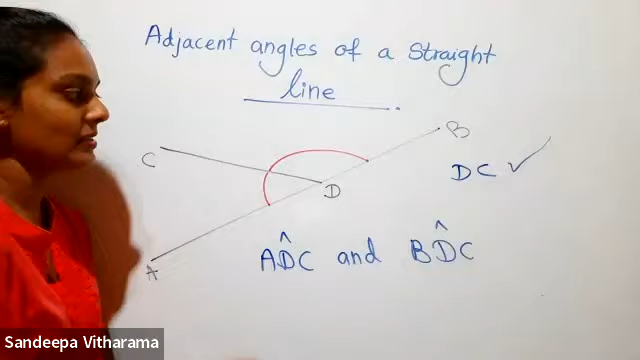 Adjacent angles of a Straight
line
C
B
D
DC ✓
A
AD̂C and BD̂C
Sandeepa Vitharama